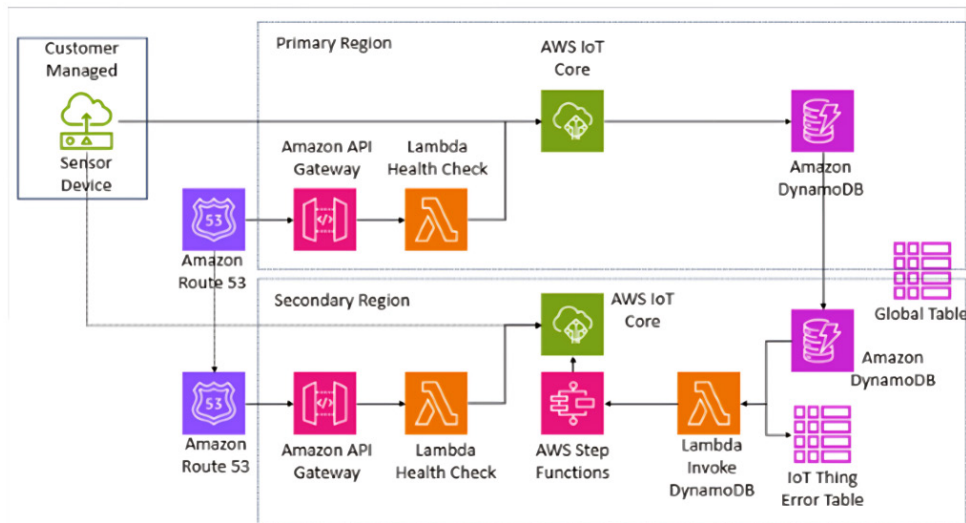 Customer
Managed
Sensor
Device
Primary Region
AWS IoT
Core
Amazon API
Gateway
Lambda
Health Check
Amazon
DynamoDB
53
Amazon
Route 53
Global Table
Secondary Region
AWS IoT
Core
Amazon
DynamoDB
53
Amazon
Route 53
Amazon API
Gateway
Lambda
Health Check
AWS Step
Functions
Lambda
Invoke
DynamoDB
IoT Thing
Error Table